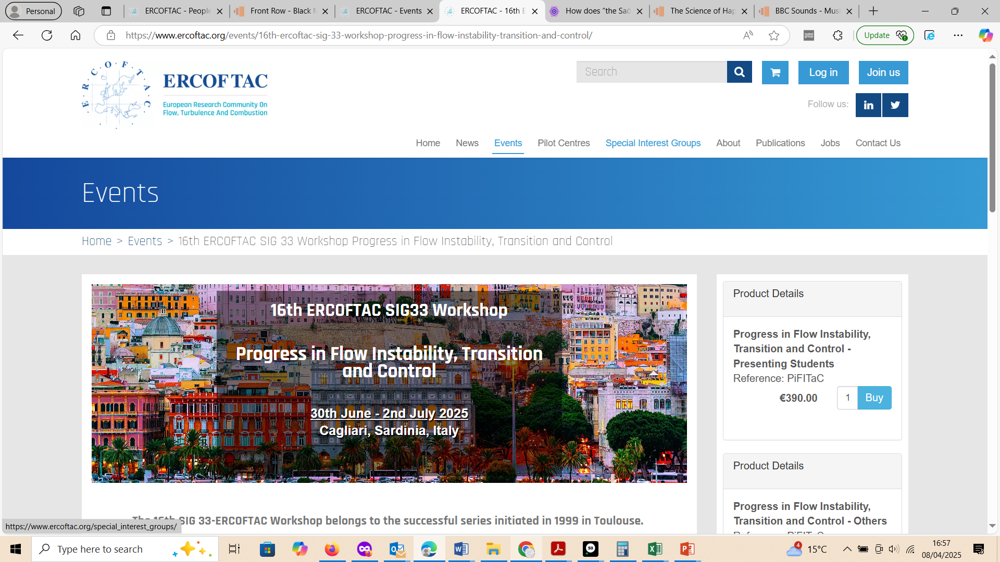 Personal
ERCOFTAC - People
Front Row - Black
ERCOFTAC - Events
ERCOFTAC - 16th E
How does "the Sa
The Science of Hap
BBC Sounds - Musi
https://www.ercoftac.org/events/16th-ercoftac-sig-33-workshop-progress-in-flow-instability-transition-and-control/
Update
ERCOFTAC
ERCOFTAC
European Research Community On
Flow, Turbulence And Combustion
Search
Log in
Join us
Follow us:
Home
News
Events
Pilot Centres
Special Interest Groups
About
Publications
Jobs
Contact Us
Events
Home > Events > 16th ERCOFTAC SIG 33 Workshop Progress in Flow Instability, Transition and Control
16th ERCOFTAC SIG33 Workshop
Progress in Flow Instability, Transition
and Control
30th June - 2nd July 2025
Cagliari, Sardinia, Italy
The 16th SIG 33-ERCOFTAC Workshop belongs to the successful series initiated in 1999 in Toulouse.
Product Details
Progress in Flow Instability,
Transition and Control -
Presenting Students
Reference: PiFITaC
€390.00
1
Buy
Product Details
Progress in Flow Instability,
Transition and Control - Others
Reference: PiFITaC
https://www.ercoftac.org/special_interest_groups/
Type here to search
4
15°C
16:57
08/04/2025